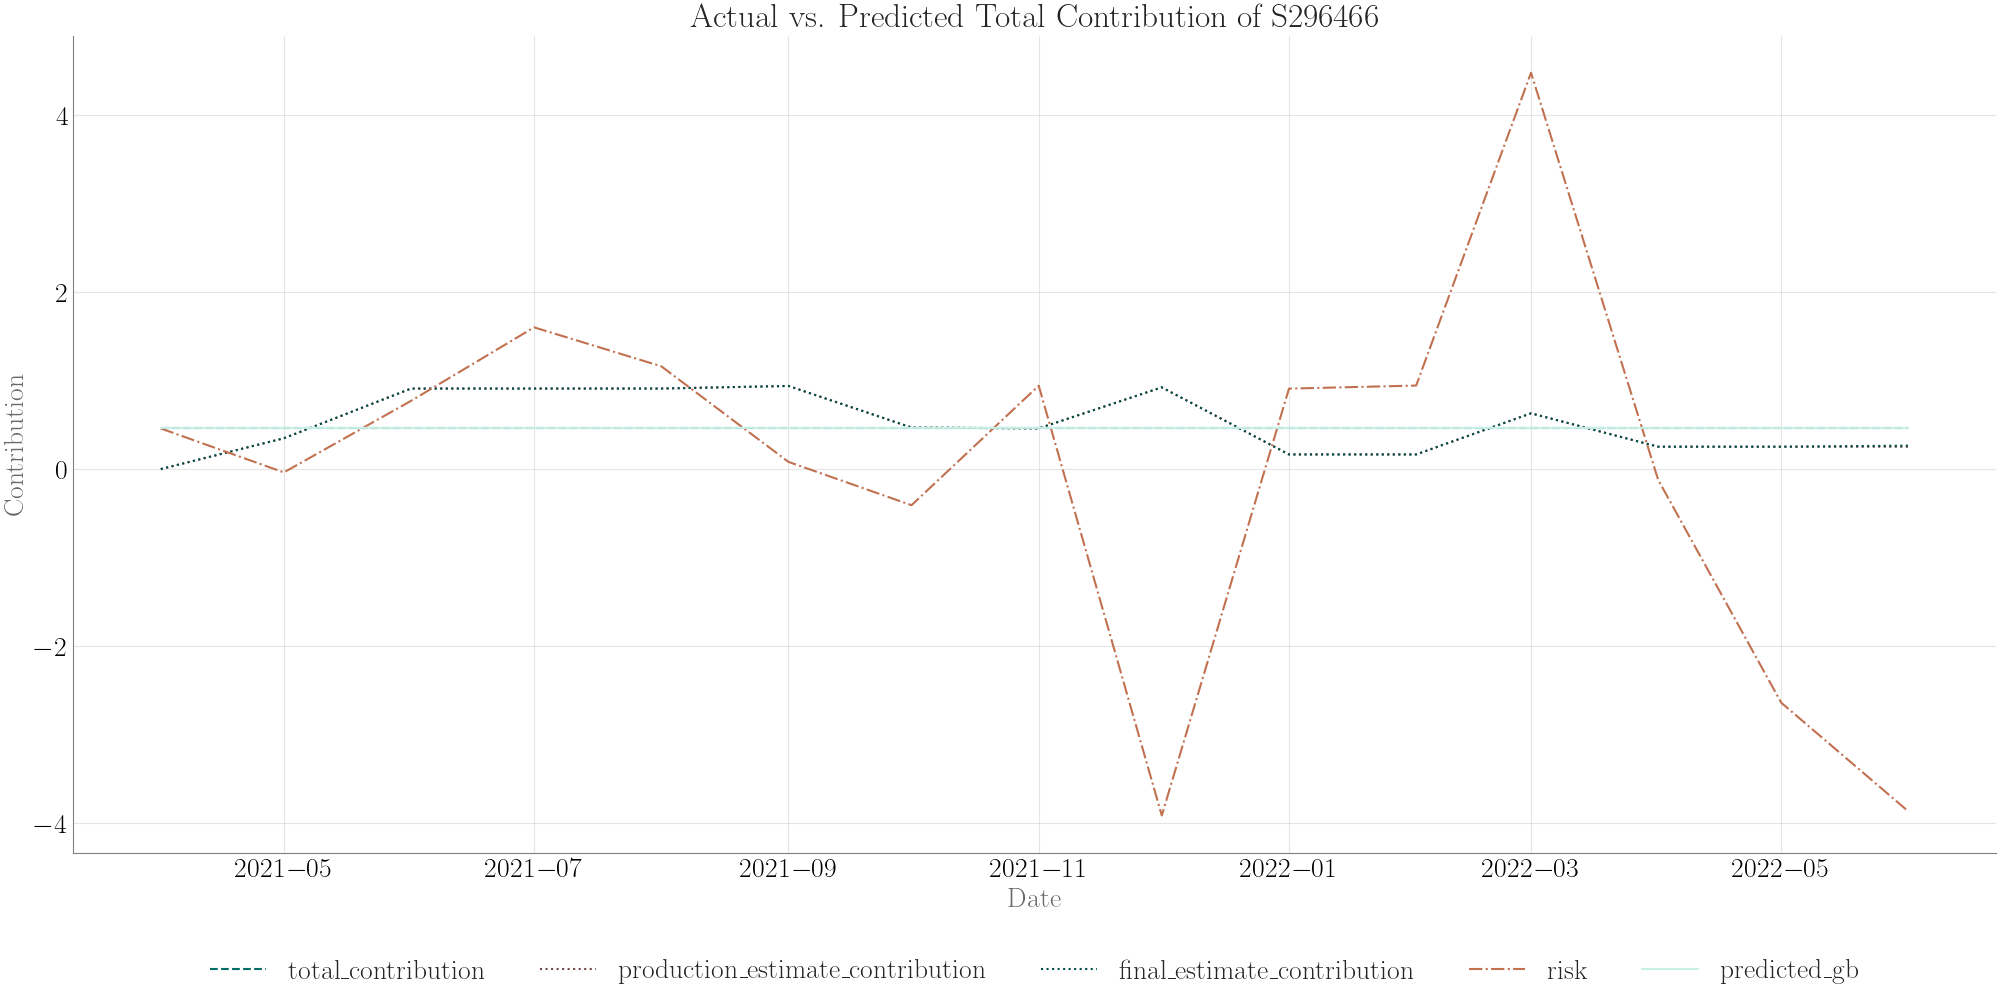 Actual vs. Predicted Total Contribution of S296466
Contribution
4
2
0
−2
−4
2021−05 2021−07 2021−09 2021−11 2022−01 2022−03 2022−05
Date
total_contribution production_estimate_contribution final_estimate_contribution risk predicted_gb